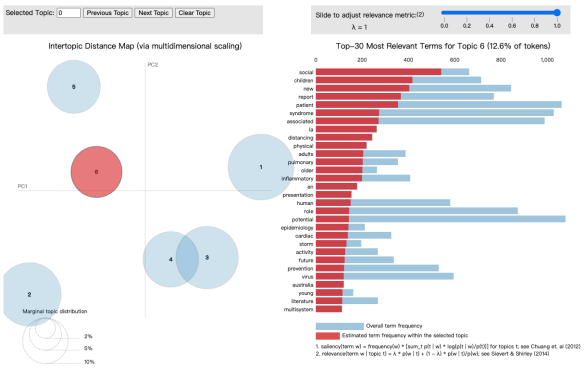 Selected Topic: 0 Previous Topic Next Topic Clear Topic
Slide to adjust relevance metric:(2)
λ = 1
0.0 0.2 0.4 0.6 0.8 1.0
Intertopic Distance Map (via multidimensional scaling)
PC2
PC1
5
6
1
4
3
2
Marginal topic distribution
2%
5%
10%
Top-30 Most Relevant Terms for Topic 6 (12.6% of tokens)
0 200 400 600 800 1,000
social
children
new
report
patient
syndrome
associated
la
distancing
physical
adults
pulmonary
older
inflammatory
en
presentation
human
role
potential
epidemiology
cardiac
storm
activity
future
prevention
virus
australia
young
literature
multisystem
Overall term frequency
Estimated term frequency within the selected topic
1. saliency(term w) = frequency(w) * [sum_t p(t | w) * log(p(t | w)/p(t))] for topics t; see Chuang et. al (2012)
2. relevance(term w | topic t) = λ * p(w | t) + (1 - λ) * p(w | t)/p(w); see Sievert & Shirley (2014)